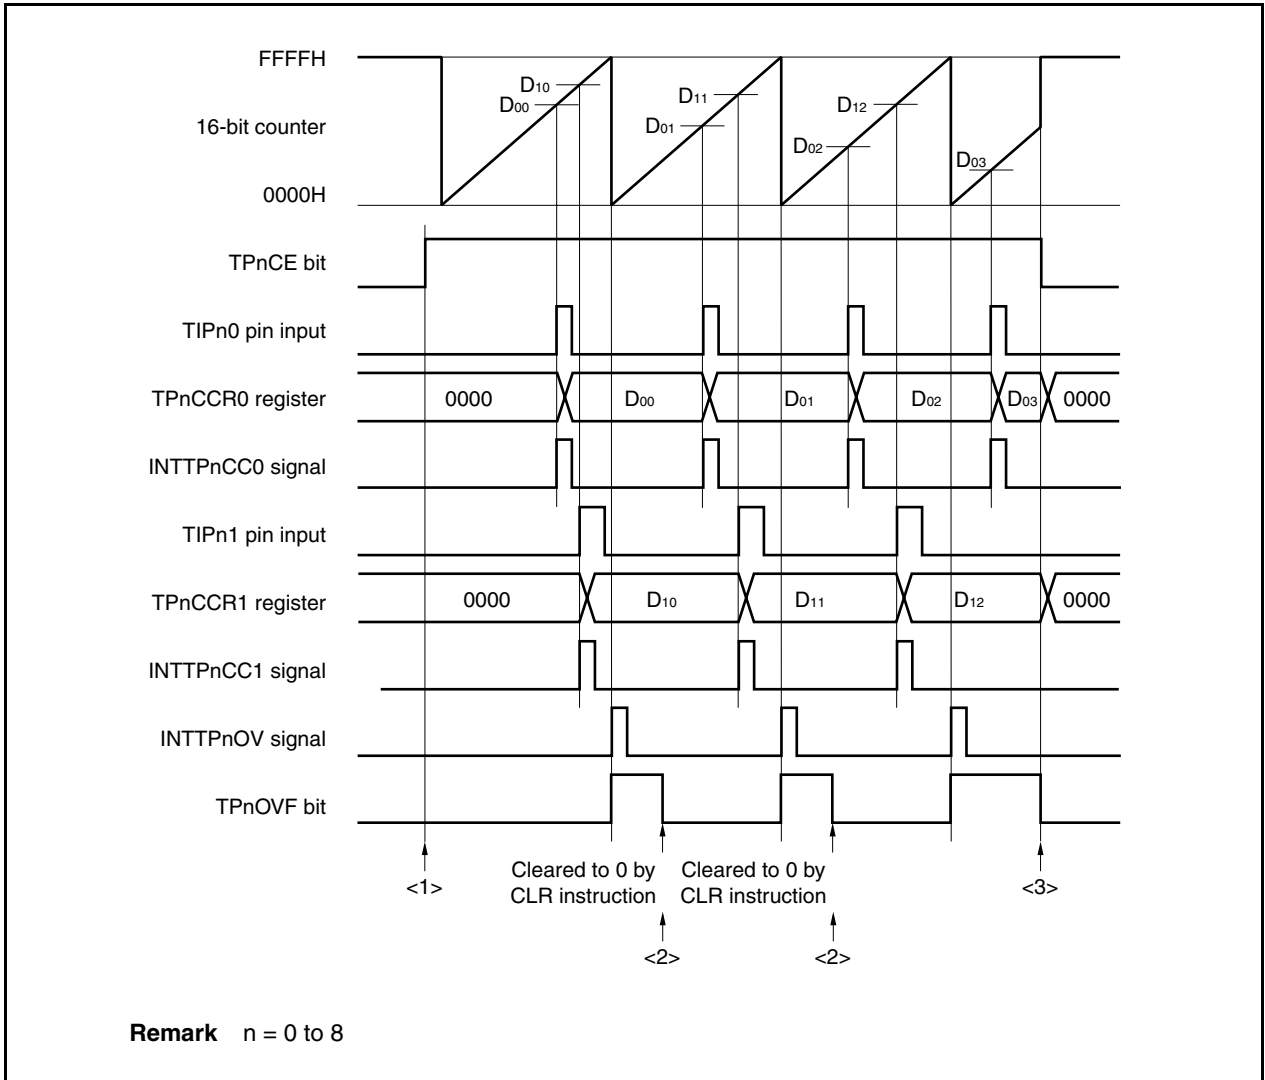 FFFFH
D10
D00
D11
D01
D12
D02
D03
16-bit counter
0000H
TPnCE bit
TIPn0 pin input
TPnCCR0 register
0000
D00
D01
D02
D03
0000
INTTPnCC0 signal
TIPn1 pin input
TPnCCR1 register
0000
D10
D11
D12
0000
INTTPnCC1 signal
INTTPnOV signal
TPnOVF bit
<1>
Cleared to 0 by
CLR instruction
<2>
Cleared to 0 by
CLR instruction
<2>
<3>
Remark n = 0 to 8